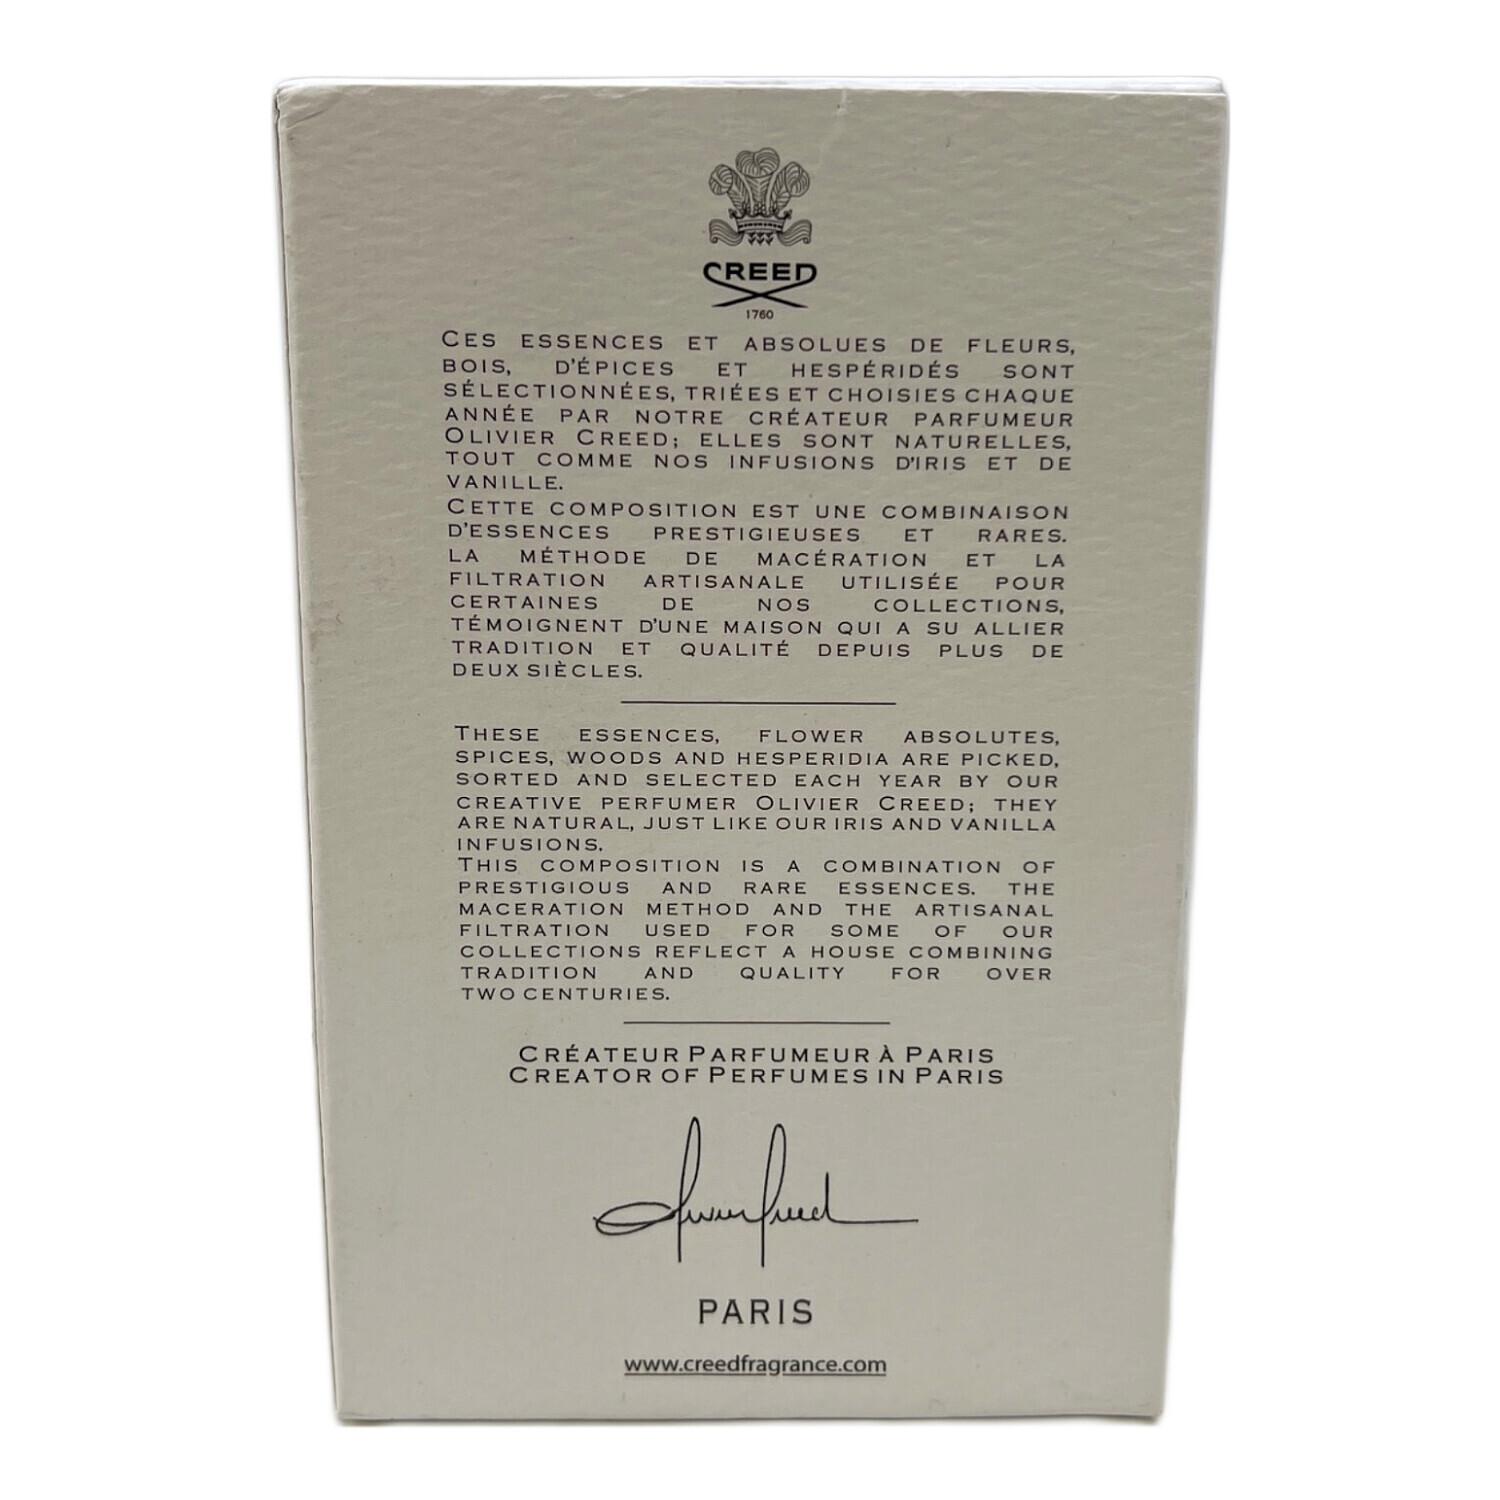 CREED
1760
CES ESSENCES ET ABSOLUES DE FLEURS,
BOIS, D'ÉPICES ET HESPÉRIDÉS SONT
SÉLECTIONNÉES, TRIÉES ET CHOISIES CHAQUE
ANNÉE PAR NOTRE CRÉATEUR PARFUMEUR
OLIVIER CREED; ELLES SONT NATURELLES,
TOUT COMME NOS INFUSIONS D'IRIS ET DE
VANILLE.
CETTE COMPOSITION EST UNE COMBINAISON
D'ESSENCES PRESTIGIEUSES ET RARES.
LA MÉTHODE DE MACÉRATION ET LA
FILTRATION ARTISANALE UTILISÉE POUR
CERTAINES DE NOS COLLECTIONS,
TÉMOIGNENT D'UNE MAISON QUI A SU ALLIER
TRADITION ET QUALITÉ DEPUIS PLUS DE
DEUX SIÈCLES.
THESE ESSENCES, FLOWER ABSOLUTES,
SPICES, WOODS AND HESPERIDIA ARE PICKED,
SORTED AND SELECTED EACH YEAR BY OUR
CREATIVE PERFUMER OLIVIER CREED; THEY
ARE NATURAL, JUST LIKE OUR IRIS AND VANILLA
INFUSIONS.
THIS COMPOSITION IS A COMBINATION OF
PRESTIGIOUS AND RARE ESSENCES. THE
MACERATION METHOD AND THE ARTISANAL
FILTRATION USED FOR SOME OF OUR
COLLECTIONS REFLECT A HOUSE COMBINING
TRADITION AND QUALITY FOR OVER
TWO CENTURIES.
CRÉATEUR PARFUMEUR À PARIS
CREATOR OF PERFUMES IN PARIS
Olivier Creed
PARIS
www.creedfragrance.com